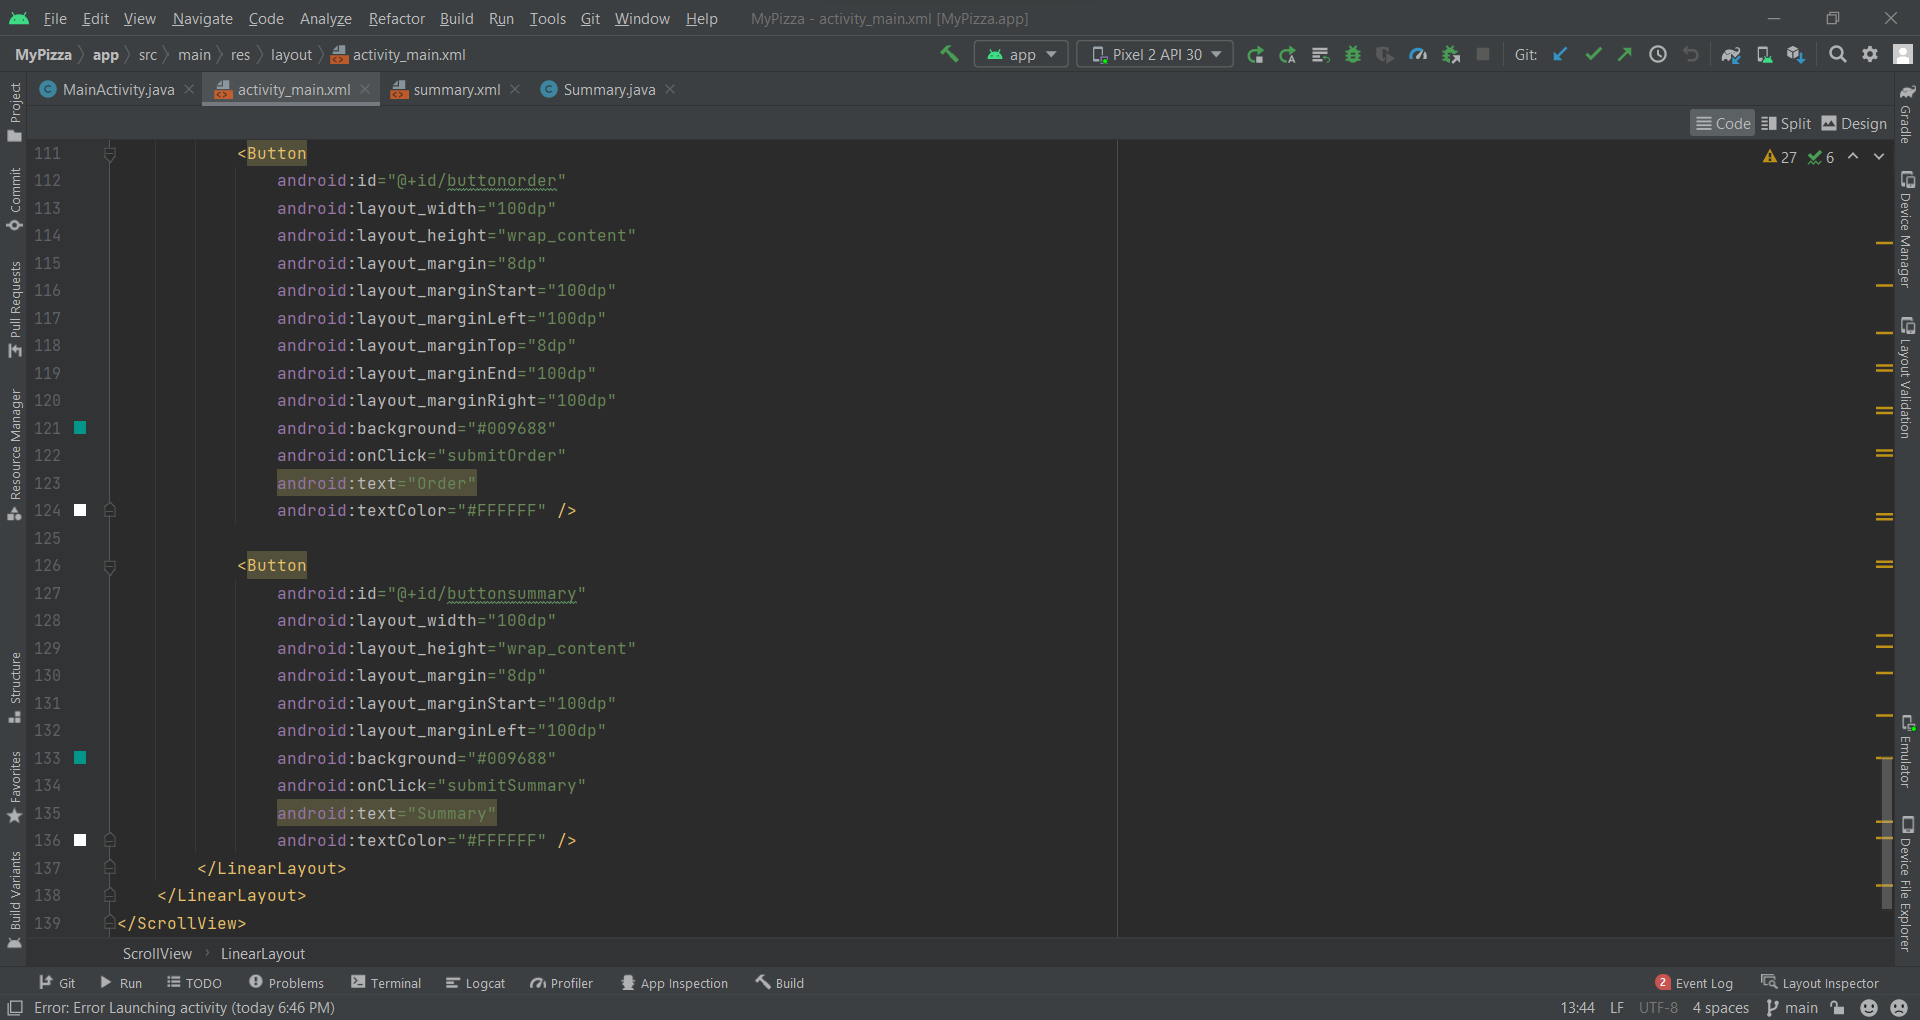 File Edit View Navigate Code Analyze Refactor Build Run Tools Git Window Help MyPizza - activity_main.xml [MyPizza.app]
MyPizza app src main res layout activity_main.xml app Pixel 2 API 30 Git:
MainActivity.java activity_main.xml summary.xml Summary.java
Code Split Design
27 6
111 <Button
112 android:id="@+id/buttonorder"
113 android:layout_width="100dp"
114 android:layout_height="wrap_content"
115 android:layout_margin="8dp"
116 android:layout_marginStart="100dp"
117 android:layout_marginLeft="100dp"
118 android:layout_marginTop="8dp"
119 android:layout_marginEnd="100dp"
120 android:layout_marginRight="100dp"
121 android:background="#009688"
122 android:onClick="submitOrder"
123 android:text="Order"
124 android:textColor="#FFFFFF" />
125
126 <Button
127 android:id="@+id/buttonsummary"
128 android:layout_width="100dp"
129 android:layout_height="wrap_content"
130 android:layout_margin="8dp"
131 android:layout_marginStart="100dp"
132 android:layout_marginLeft="100dp"
133 android:background="#009688"
134 android:onClick="submitSummary"
135 android:text="Summary"
136 android:textColor="#FFFFFF" />
137 </LinearLayout>
138 </LinearLayout>
139 </ScrollView>
ScrollView LinearLayout
Project
Commit
Pull Requests
Resource Manager
Structure
Favorites
Build Variants
Gradle
Device Manager
Layout Validation
Emulator
Device File Explorer
Git Run TODO Problems Terminal Logcat Profiler App Inspection Build 2 Event Log Layout Inspector
Error: Error Launching activity (today 6:46 PM) 13:44 LF UTF-8 4 spaces main